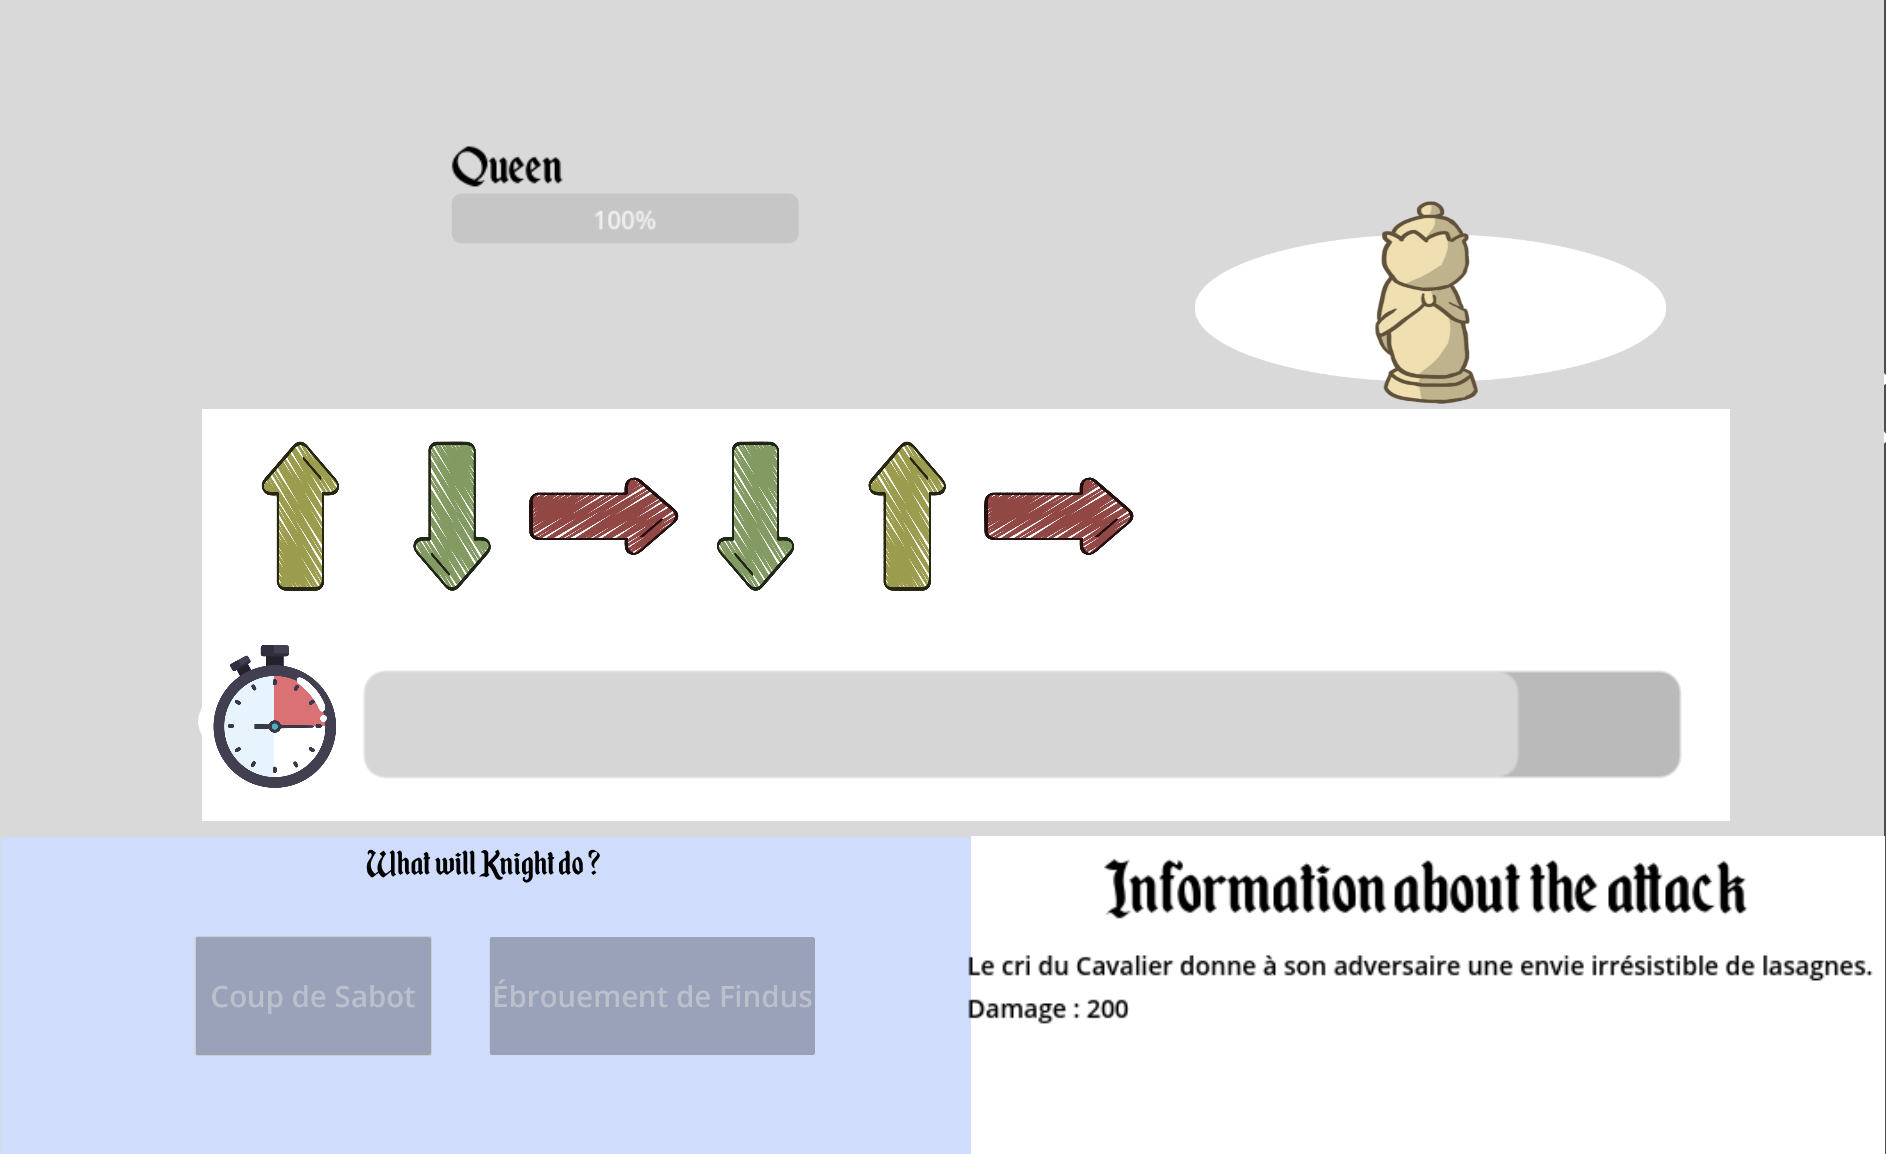 Queen
100%
What will Knight do ?
Coup de Sabot
Ébrouement de Findus
Information about the attack
Le cri du Cavalier donne à son adversaire une envie irrésistible de lasagnes.
Damage : 200